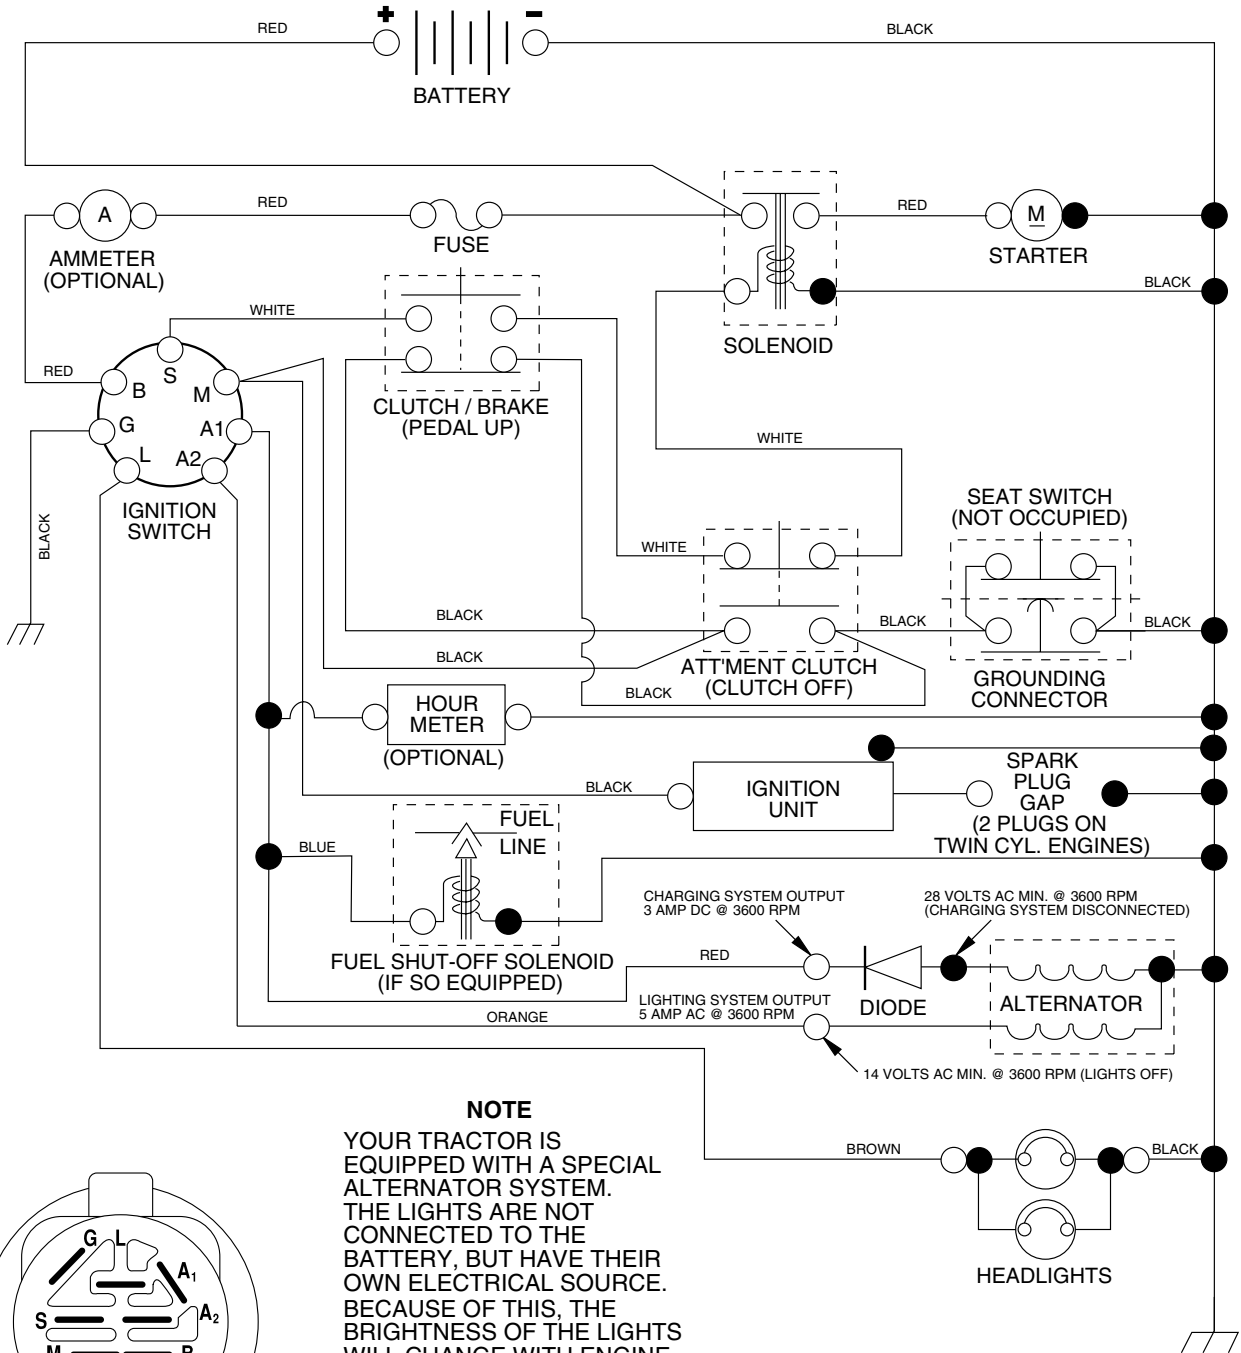 +
-
RED
BLACK
BATTERY
A
RED
AMMETER
(OPTIONAL)
FUSE
RED
M
STARTER
BLACK
SOLENOID
WHITE
RED
S
B
M
G
A1
L
A2
IGNITION
SWITCH
BLACK
CLUTCH / BRAKE
(PEDAL UP)
WHITE
WHITE
SEAT SWITCH
(NOT OCCUPIED)
BLACK
BLACK
BLACK
BLACK
BLACK
ATT'MENT CLUTCH
(CLUTCH OFF)
GROUNDING
CONNECTOR
HOUR
METER
(OPTIONAL)
BLACK
IGNITION
UNIT
SPARK
PLUG
GAP
(2 PLUGS ON
TWIN CYL. ENGINES)
FUEL
LINE
BLUE
FUEL SHUT-OFF SOLENOID
(IF SO EQUIPPED)
CHARGING SYSTEM OUTPUT
3 AMP DC @ 3600 RPM
28 VOLTS AC MIN. @ 3600 RPM
(CHARGING SYSTEM DISCONNECTED)
RED
DIODE
ALTERNATOR
LIGHTING SYSTEM OUTPUT
5 AMP AC @ 3600 RPM
ORANGE
14 VOLTS AC MIN. @ 3600 RPM (LIGHTS OFF)
BROWN
BLACK
HEADLIGHTS
NOTE
YOUR TRACTOR IS
EQUIPPED WITH A SPECIAL
ALTERNATOR SYSTEM.
THE LIGHTS ARE NOT
CONNECTED TO THE
BATTERY, BUT HAVE THEIR
OWN ELECTRICAL SOURCE.
BECAUSE OF THIS, THE
BRIGHTNESS OF THE LIGHTS
WILL CHANGE WITH ENGINE
G L
A1
S
A2
M
B